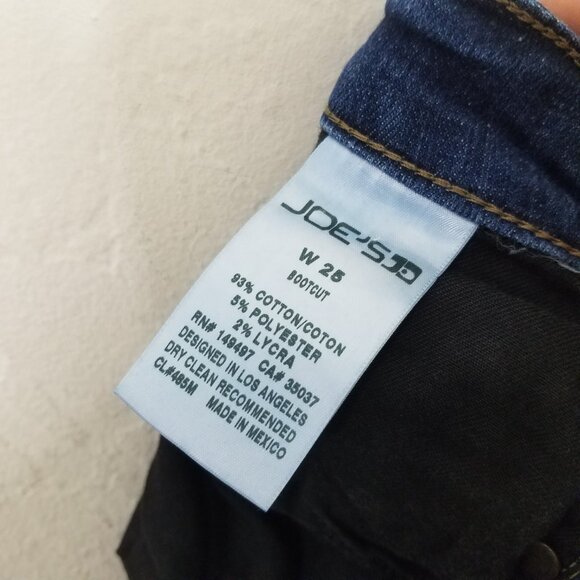 JOE'S JD
W 25
BOOTCUT
93% COTTON/COTON
5% POLYESTER
2% LYCRA
RN# 149497 CA# 35037
DESIGNED IN LOS ANGELES
DRY CLEAN RECOMMENDED
CL#465M MADE IN MEXICO